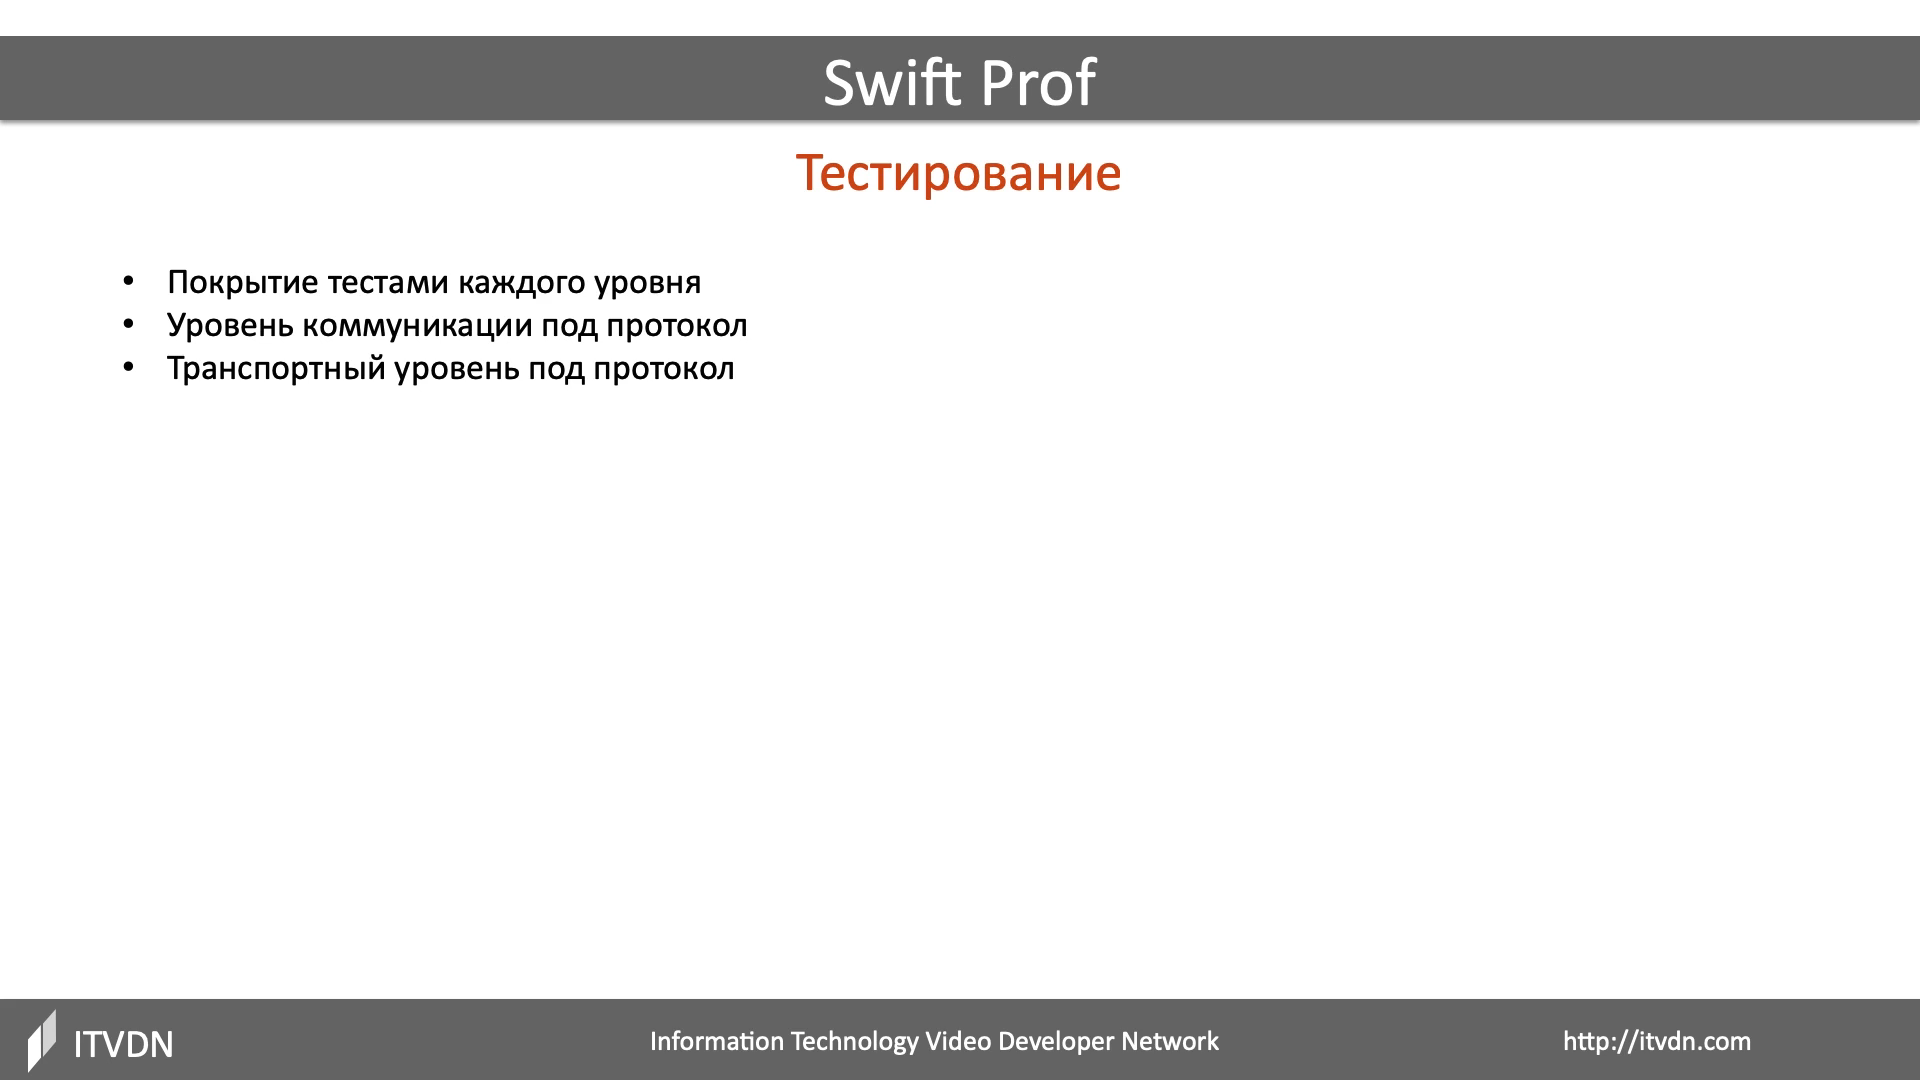 Swift Prof
Тестирование
• Покрытие тестами каждого уровня
• Уровень коммуникации под протокол
• Транспортный уровень под протокол
ITVDN
Information Technology Video Developer Network
http://itvdn.com